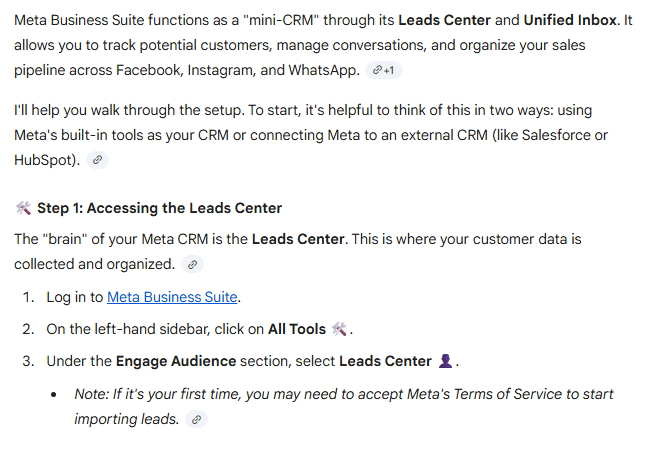 Meta Business Suite functions as a "mini-CRM" through its Leads Center and Unified Inbox. It
allows you to track potential customers, manage conversations, and organize your sales
pipeline across Facebook, Instagram, and WhatsApp. +1
I'll help you walk through the setup. To start, it's helpful to think of this in two ways: using
Meta's built-in tools as your CRM or connecting Meta to an external CRM (like Salesforce or
HubSpot).
🛠️ Step 1: Accessing the Leads Center
The "brain" of your Meta CRM is the Leads Center. This is where your customer data is
collected and organized.
1. Log in to Meta Business Suite.
2. On the left-hand sidebar, click on All Tools 🛠️.
3. Under the Engage Audience section, select Leads Center 👤.
• Note: If it's your first time, you may need to accept Meta's Terms of Service to start
importing leads.